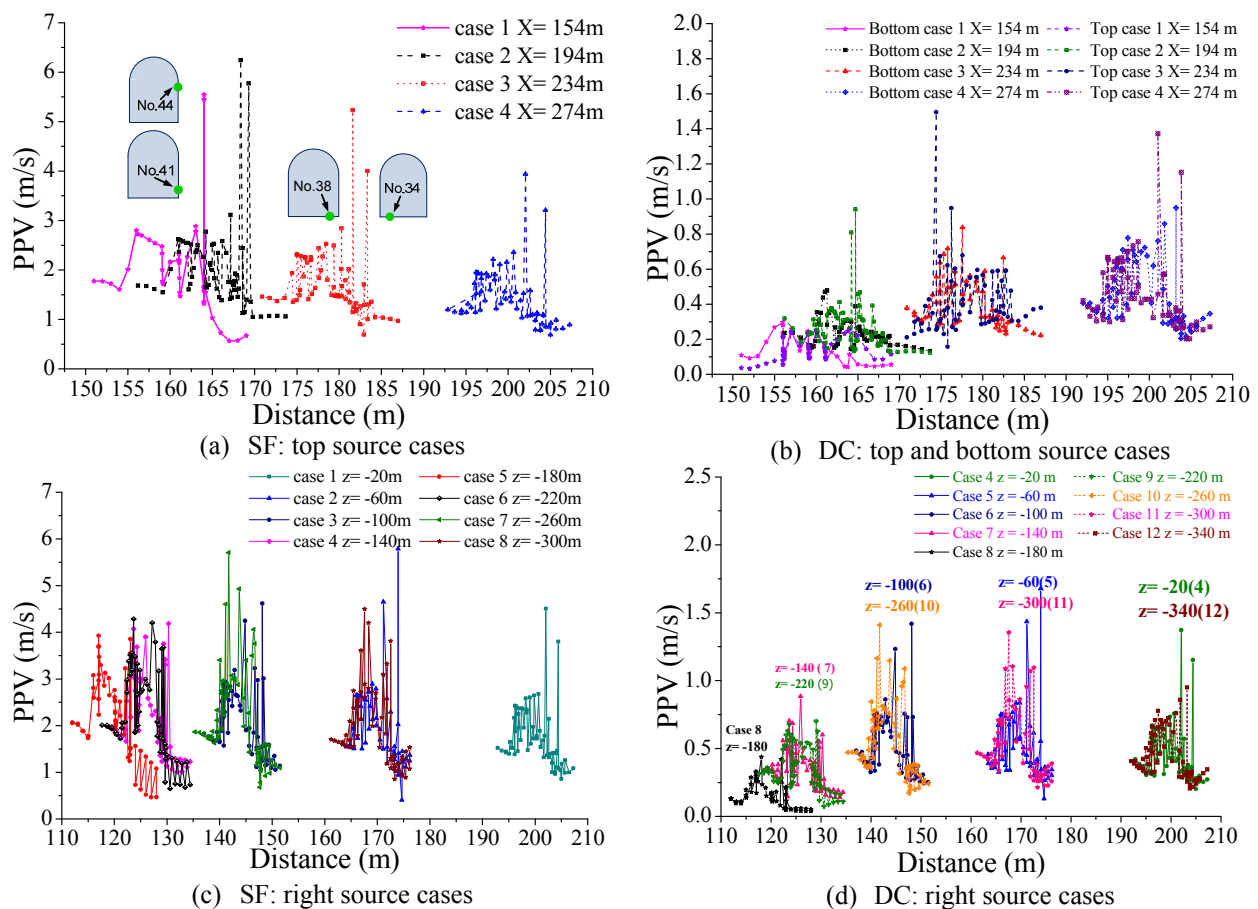 7
6
5
4
3
2
1
0
PPV (m/s)
case 1 X= 154m
case 2 X= 194m
case 3 X= 234m
case 4 X= 274m
No.44
No.41
No.38
No.34
150 155 160 165 170 175 180 185 190 195 200 205 210
Distance (m)
(a) SF: top source cases
2.0
1.8
1.6
1.4
1.2
1.0
0.8
0.6
0.4
0.2
0.0
PPV (m/s)
Bottom case 1 X= 154 m
Bottom case 2 X= 194 m
Bottom case 3 X= 234 m
Bottom case 4 X= 274 m
Top case 1 X= 154 m
Top case 2 X= 194 m
Top case 3 X= 234 m
Top case 4 X= 274 m
150 155 160 165 170 175 180 185 190 195 200 205 210
Distance (m)
(b) DC: top and bottom source cases
7
6
5
4
3
2
1
0
PPV (m/s)
case 1 z= -20m
case 2 z= -60m
case 3 z= -100m
case 4 z= -140m
case 5 z= -180m
case 6 z= -220m
case 7 z= -260m
case 8 z= -300m
110 120 130 140 150 160 170 180 190 200 210
Distance (m)
(c) SF: right source cases
2.5
2.0
1.5
1.0
0.5
0.0
PPV (m/s)
Case 4 z = -20 m
Case 5 z = -60 m
Case 6 z = -100 m
Case 7 z = -140 m
Case 8 z = -180 m
Case 9 z = -220 m
Case 10 z = -260 m
Case 11 z = -300 m
Case 12 z = -340 m
z= -100(6)
z= -260(10)
z= -60(5)
z= -300(11)
z= -20(4)
z= -340(12)
z= -140 ( 7)
z= -220 (9)
Case 8
z= -180
110 120 130 140 150 160 170 180 190 200 210
Distance (m)
(d) DC: right source cases